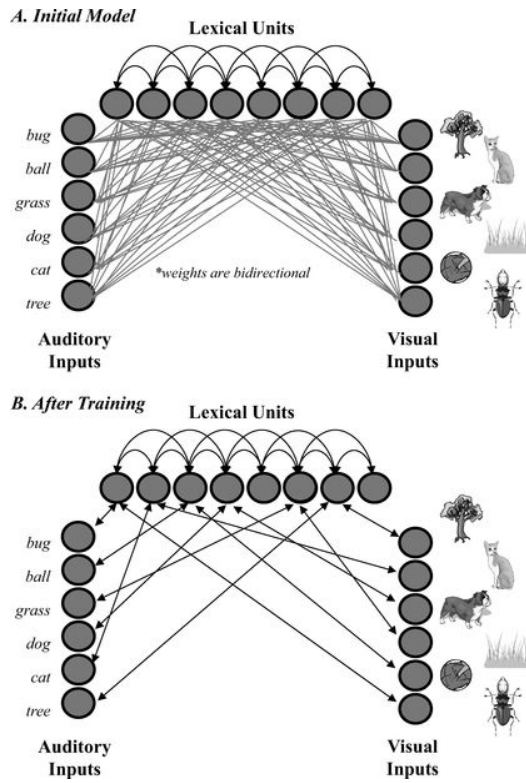 A. Initial Model
Lexical Units
bug
ball
grass
dog
cat
tree
*weights are bidirectional
Auditory
Inputs
Visual
Inputs
B. After Training
Lexical Units
bug
ball
grass
dog
cat
tree
Auditory
Inputs
Visual
Inputs